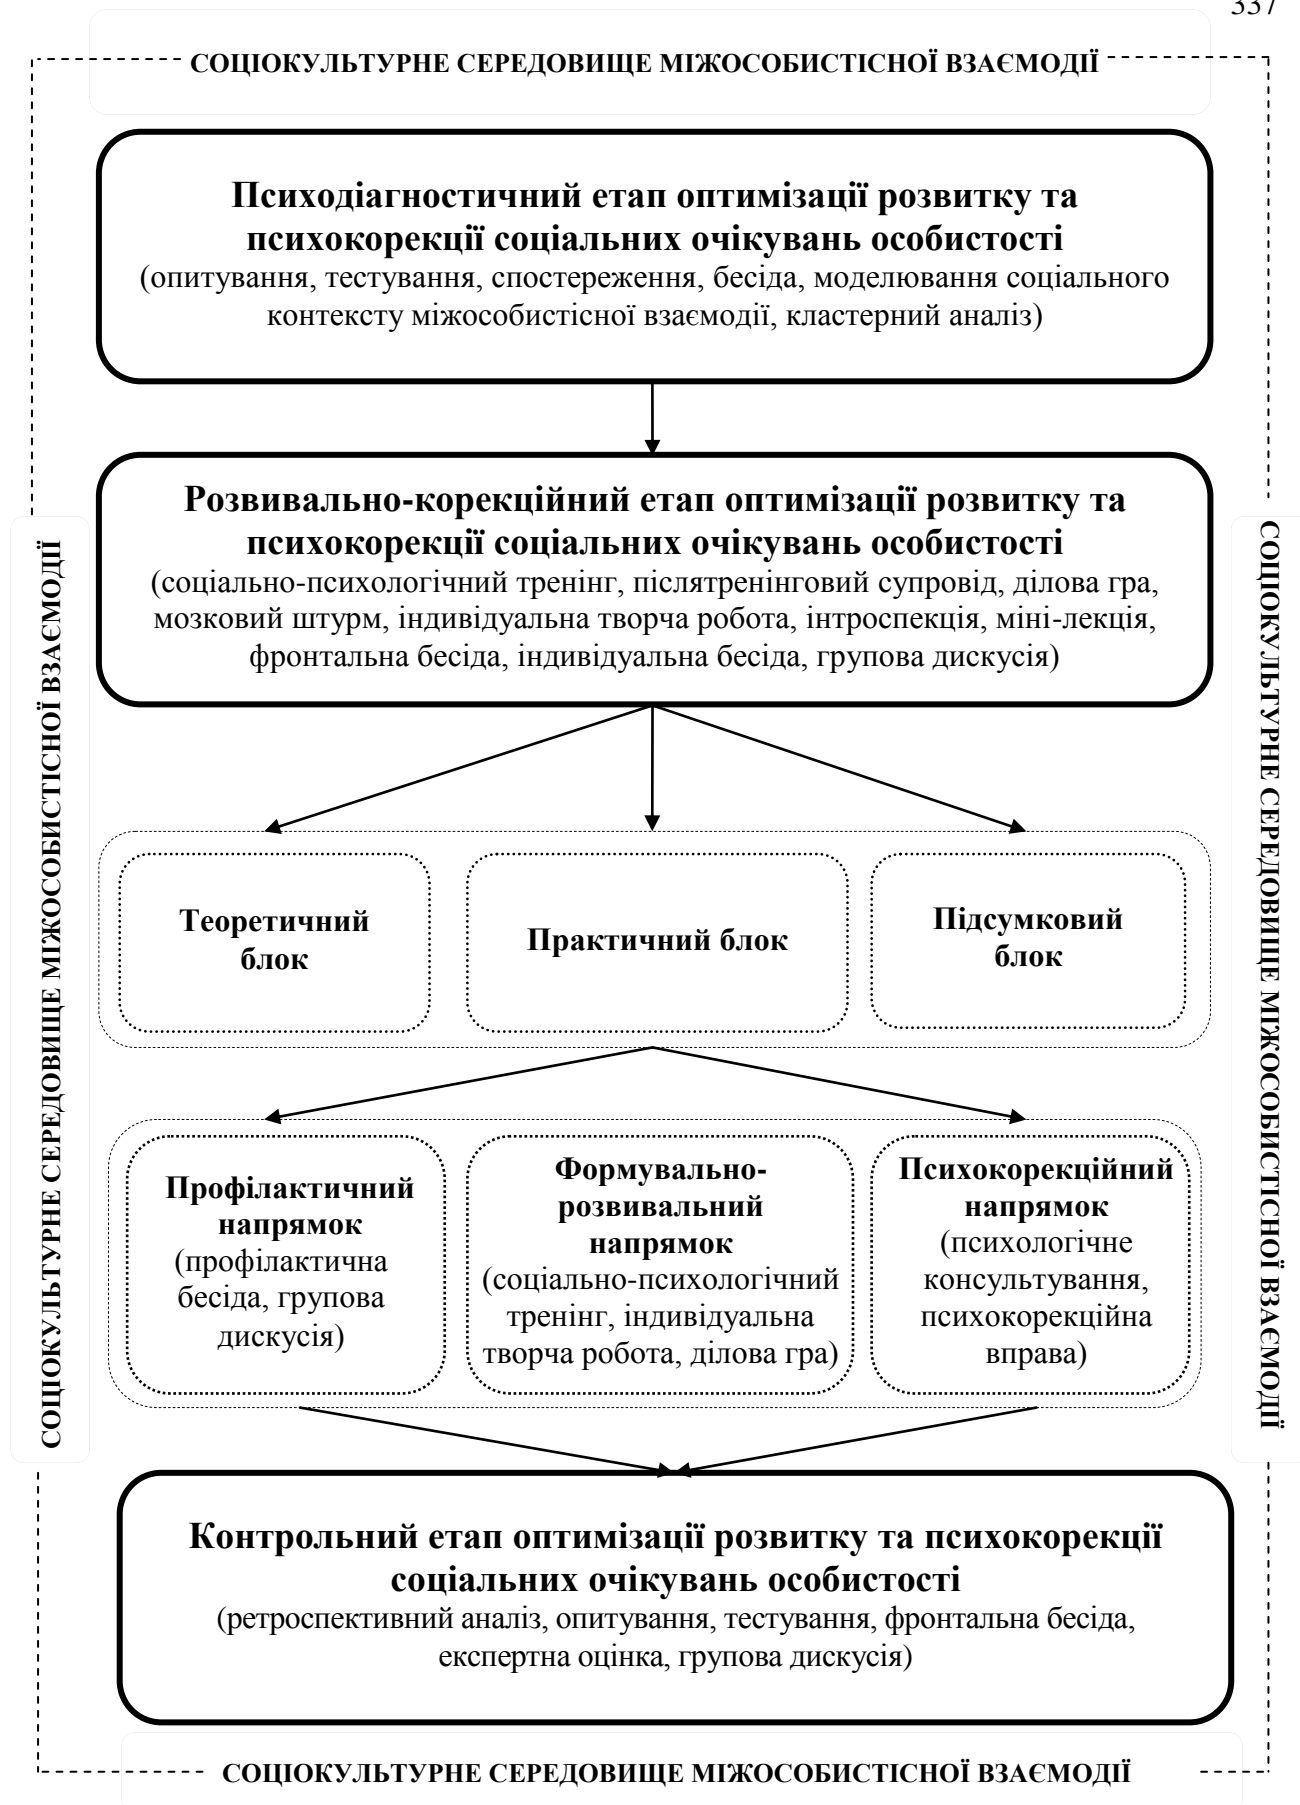 337
СОЦІОКУЛЬТУРНЕ СЕРЕДОВИЩЕ МІЖОСОБИСТІСНОЇ ВЗАЄМОДІЇ
Психодіагностичний етап оптимізації розвитку та
психокорекції соціальних очікувань особистості
(опитування, тестування, спостереження, бесіда, моделювання соціального
контексту міжособистісної взаємодії, кластерний аналіз)
Розвивально-корекційний етап оптимізації розвитку та
психокорекції соціальних очікувань особистості
(соціально-психологічний тренінг, післятренінговий супровід, ділова гра,
мозковий штурм, індивідуальна творча робота, інтроспекція, міні-лекція,
фронтальна бесіда, індивідуальна бесіда, групова дискусія)
СОЦІОКУЛЬТУРНЕ СЕРЕДОВИЩЕ МІЖОСОБИСТІСНОЇ ВЗАЄМОДІЇ
СОЦІОКУЛЬТУРНЕ СЕРЕДОВИЩЕ МІЖОСОБИСТІСНОЇ ВЗАЄМОДІЇ
Теоретичний
блок
Практичний блок
Підсумковий
блок
Профілактичний
напрямок
(профілактична
бесіда, групова
дискусія)
Формувально-
розвивальний
напрямок
(соціально-психологічний
тренінг, індивідуальна
творча робота, ділова гра)
Психокорекційний
напрямок
(психологічне
консультування,
психокорекційна
вправа)
Контрольний етап оптимізації розвитку та психокорекції
соціальних очікувань особистості
(ретроспективний аналіз, опитування, тестування, фронтальна бесіда,
експертна оцінка, групова дискусія)
СОЦІОКУЛЬТУРНЕ СЕРЕДОВИЩЕ МІЖОСОБИСТІСНОЇ ВЗАЄМОДІЇ